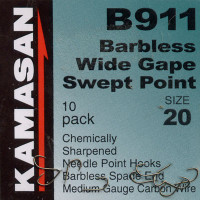 KAMASAN
B911
Barbless
Wide Gape
Swept Point
SIZE
20
10
pack
Chemically
Sharpened
Needle Point Hooks
Barbless Spade End
Medium Gauge Carbon Wire